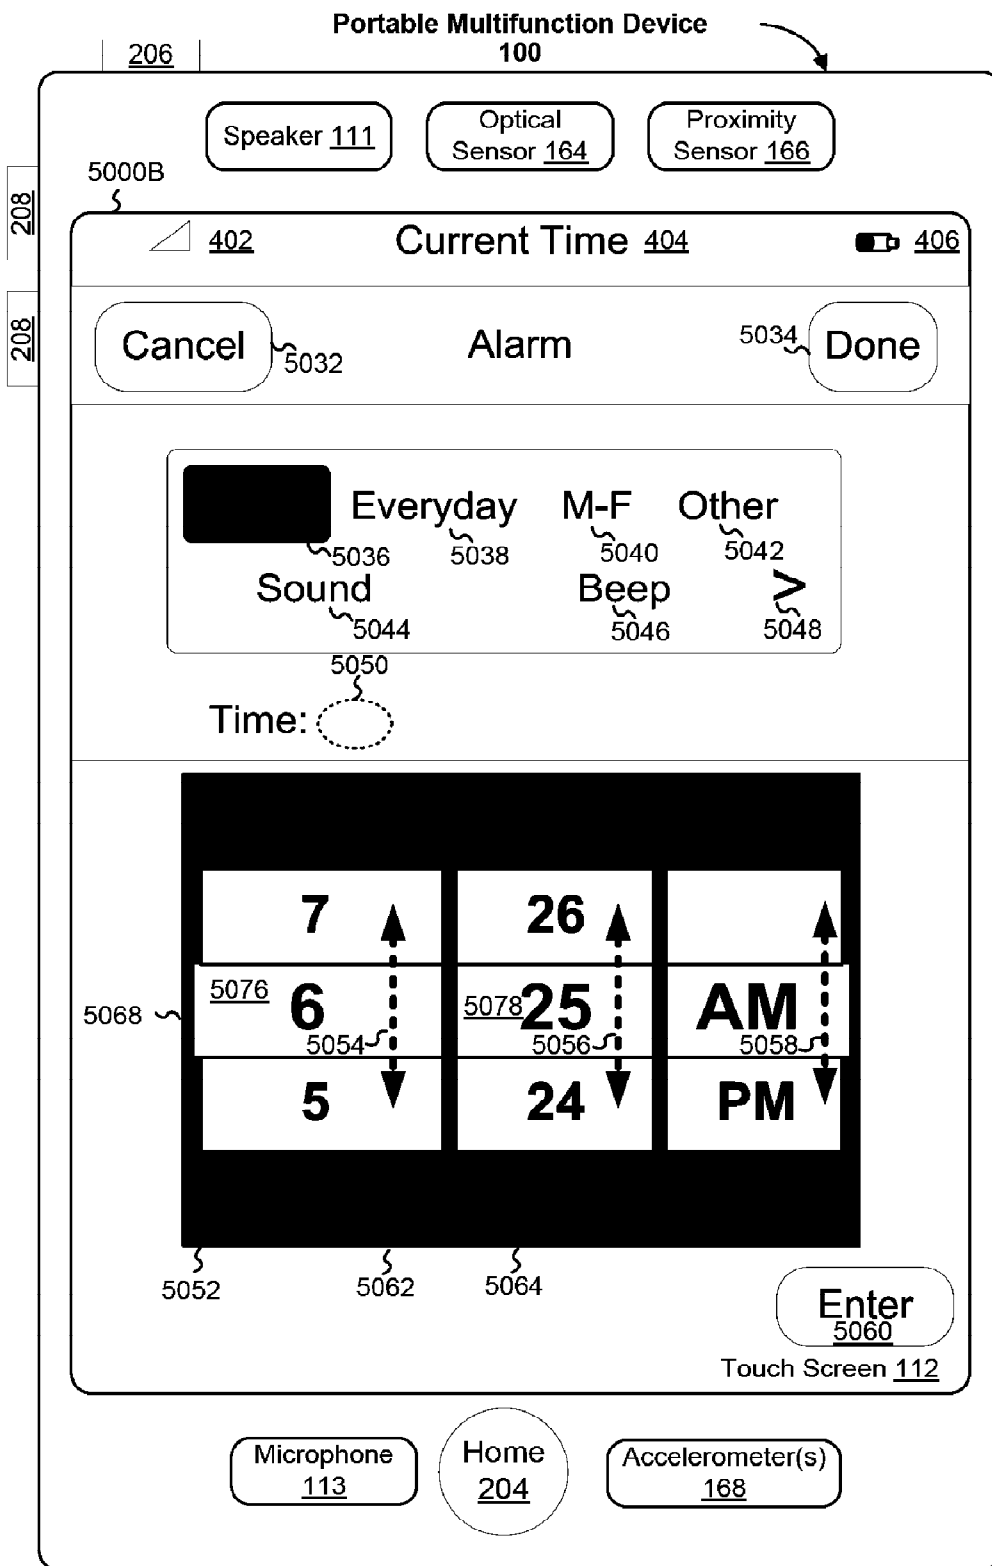 Portable Multifunction Device
100
206
Speaker 111
Optical
Sensor 164
Proximity
Sensor 166
5000B
208
208
402
Current Time 404
406
Cancel
5032
Alarm
5034
Done
5036
Everyday
5038
M-F
5040
Other
5042
Sound
5044
Beep
5046
>
5048
5050
Time:
7
26
5068
5076
6
5054
5078
25
5056
AM
5058
5
24
PM
5052
5062
5064
Enter
5060
Touch Screen 112
Microphone
113
Home
204
Accelerometer(s)
168